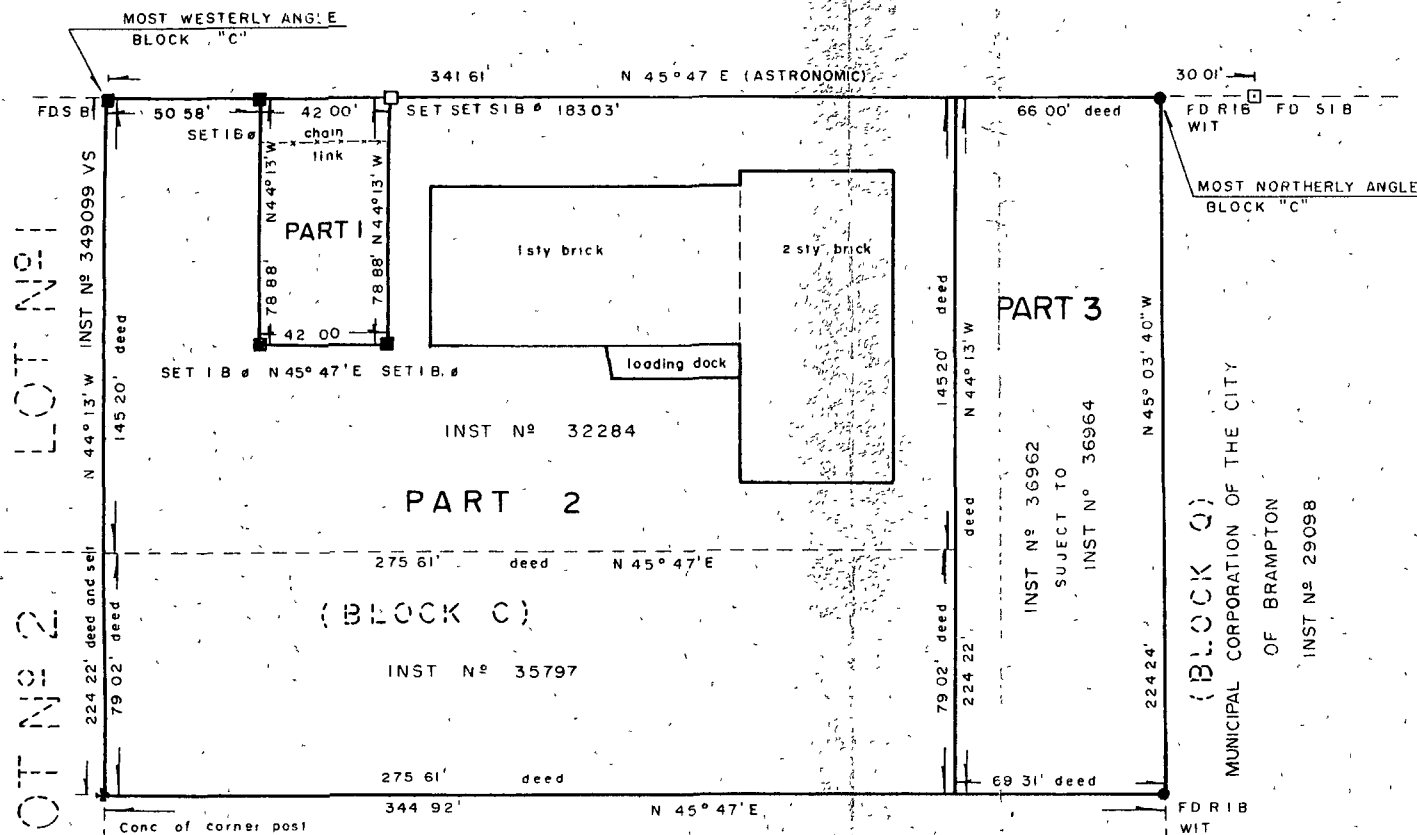 MOST WESTERLY ANGLE
BLOCK "C"
341 61'
N 45° 47 E (ASTRONOMIC)
30 01'
FD.S B
50 58'
42 00'
SET SET SIB ø 183 03'
66 00' deed
FD RIB
WIT
FD SIB
SET IB ø
chain
link
MOST NORTHERLY ANGLE
BLOCK "C"
N 44° 13' W
78 88'
PART 1
N 44° 13' W
78 88'
42 00
SET I B ø N 45° 47' E SET I B. ø
1 sty brick
2 sty brick
loading dock
PART 3
LOT Nº 1
INST Nº 349099 VS
N 44° 13' W
145 20' deed
INST Nº 32284
PART 2
145 20' deed
N 44° 13' W
INST Nº 36962
SUJECT TO
INST Nº 36964
N 45° 03' 40" W
224 24'
275 61' deed N 45° 47' E
(BLOCK C)
INST Nº 35797
OT Nº 2
224 22' deed and set
79 02' deed
79 02' deed
224 22'
(BLOCK Q)
MUNICIPAL CORPORATION OF THE CITY
OF BRAMPTON
INST Nº 29098
275 61' deed
69 31' deed
344 92' N 45° 47' E
Conc of corner post
FD RIB
WIT